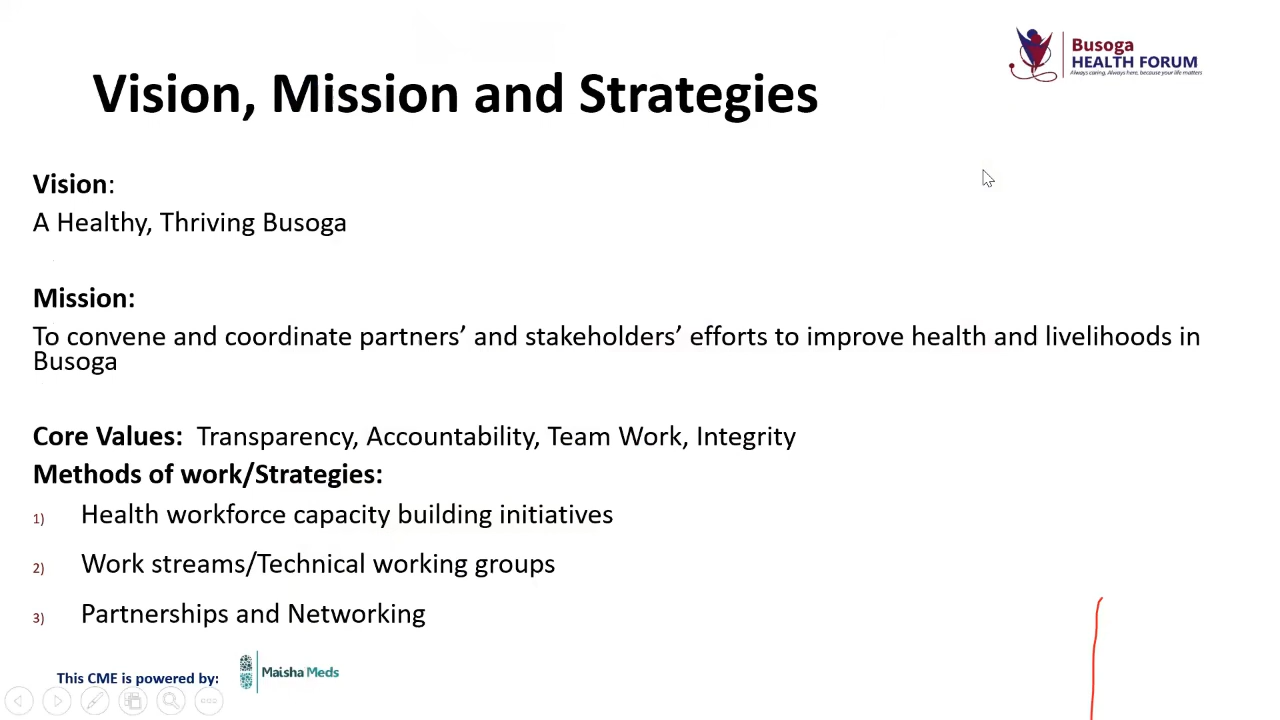 Busoga
HEALTH FORUM
Always caring, Always here, because your life matters
Vision, Mission and Strategies
Vision:
A Healthy, Thriving Busoga
Mission:
To convene and coordinate partners’ and stakeholders’ efforts to improve health and livelihoods in
Busoga
Core Values: Transparency, Accountability, Team Work, Integrity
Methods of work/Strategies:
1) Health workforce capacity building initiatives
2) Work streams/Technical working groups
3) Partnerships and Networking
This CME is powered by: Maisha Meds